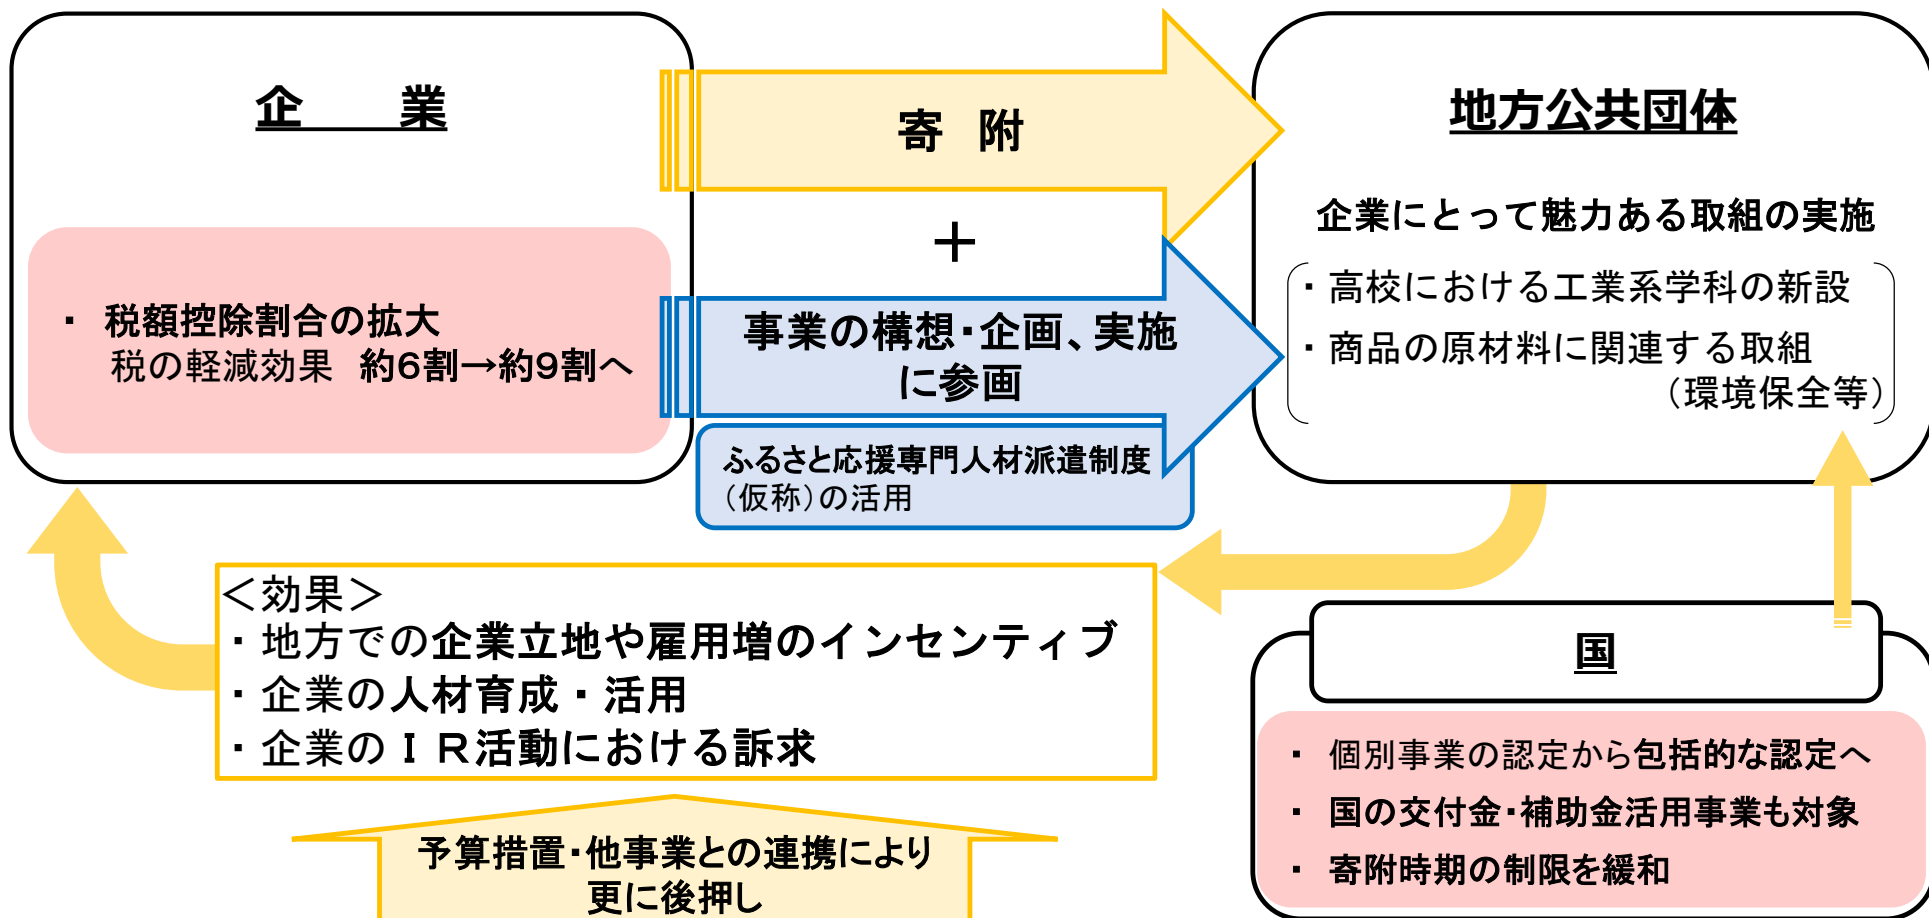 企　業
・ 税額控除割合の拡大
税の軽減効果 約6割→約9割へ
寄 附
＋
事業の構想・企画、実施
に参画
ふるさと応援専門人材派遣制度
（仮称）の活用
地方公共団体
企業にとって魅力ある取組の実施
・高校における工業系学科の新設
・商品の原材料に関連する取組
（環境保全等）
＜効果＞
・地方での企業立地や雇用増のインセンティブ
・企業の人材育成・活用
・企業のＩＲ活動における訴求
予算措置・他事業との連携により
更に後押し
国
・ 個別事業の認定から包括的な認定へ
・ 国の交付金・補助金活用事業も対象
・ 寄附時期の制限を緩和